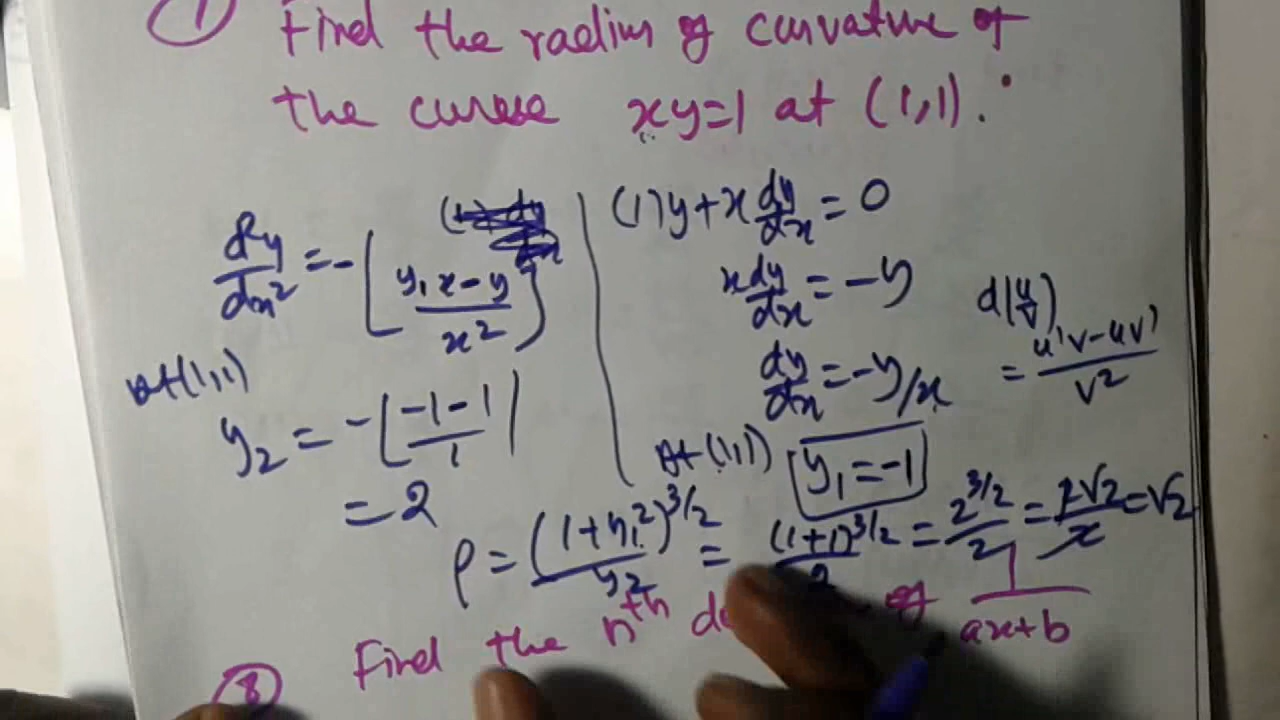 ① Find the radius of curvature of
the curve xy=1 at (1,1).
(1)y+x dy/dx = 0
x dy/dx = -y
dy/dx = -y/x
At (1,1) y₁ = -1
d(u/v)
= u'v-uv'/v²
d²y/dx² = -[y₁x-y/x²]
At (1,1)
y₂ = -[-1-1/1]
= 2
ρ = (1+y₁²)^3/2/y₂ = (1+1)^3/2/2 = 2^3/2/2 = 2√2/2 = √2
⑧ Find the nth of 1/ax+b